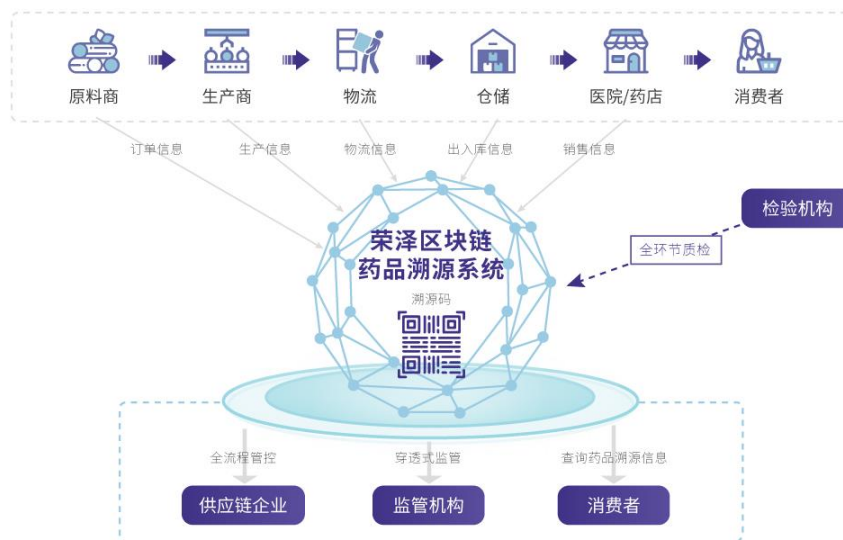 原料商
生产商
物流
仓储
医院/药店
消费者
订单信息
生产信息
物流信息
出入库信息
销售信息
检验机构
全环节质检
荣泽区块链
药品溯源系统
溯源码
全流程管控
穿透式监管
查询药品溯源信息
供应链企业
监管机构
消费者